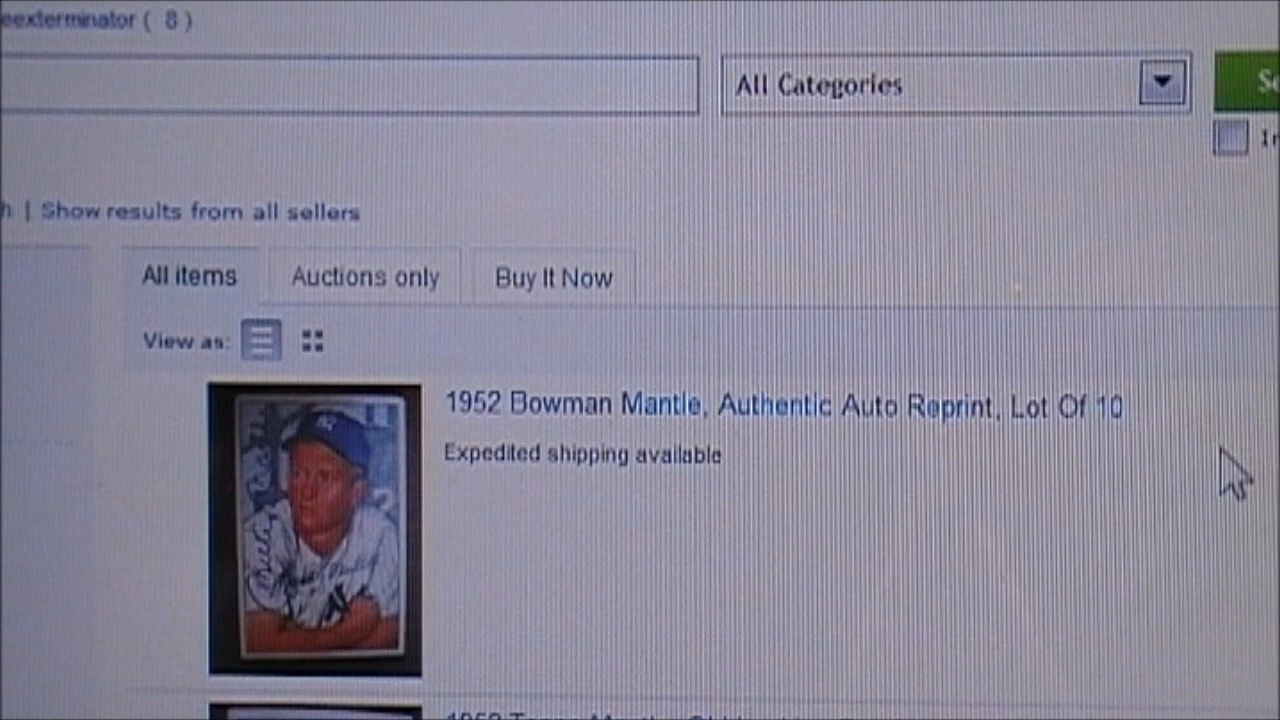 eexterminator ( 8 )
All Categories
h | Show results from all sellers
All items
Auctions only
Buy It Now
View as:
1952 Bowman Mantle, Authentic Auto Reprint, Lot Of 10
Expedited shipping available